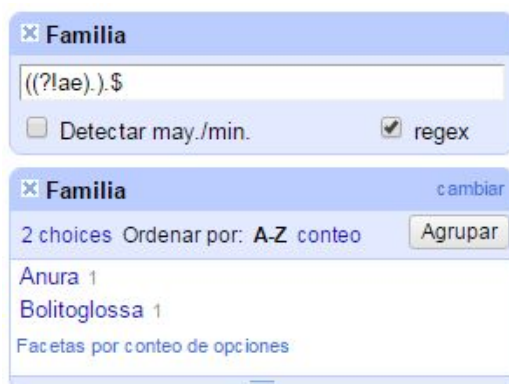 Familia
((?!ae).).$
Detectar may./min. regex
Familia cambiar
2 choices Ordenar por: A-Z conteo Agrupar
Anura 1
Bolitoglossa 1
Facetas por conteo de opciones